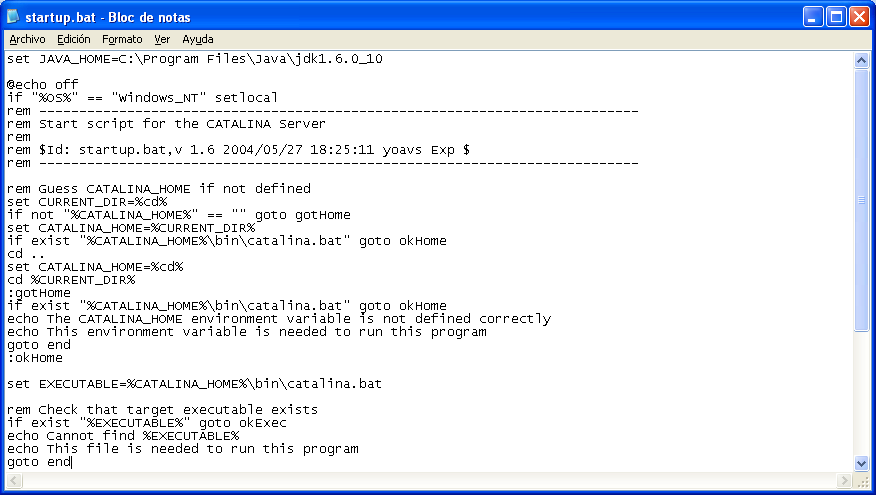 startup.bat - Bloc de notas
Archivo Edición Formato Ver Ayuda
set JAVA_HOME=C:\Program Files\Java\jdk1.6.0_10
@echo off
if "%OS%" == "Windows_NT" setlocal
rem ---------------------------------------------------------------------------
rem Start script for the CATALINA Server
rem
rem $Id: startup.bat,v 1.6 2004/05/27 18:25:11 yoavs Exp $
rem ---------------------------------------------------------------------------
rem Guess CATALINA_HOME if not defined
set CURRENT_DIR=%cd%
if not "%CATALINA_HOME%" == "" goto gotHome
set CATALINA_HOME=%CURRENT_DIR%
if exist "%CATALINA_HOME%\bin\catalina.bat" goto okHome
cd ..
set CATALINA_HOME=%cd%
cd %CURRENT_DIR%
:gotHome
if exist "%CATALINA_HOME%\bin\catalina.bat" goto okHome
echo The CATALINA_HOME environment variable is not defined correctly
echo This environment variable is needed to run this program
goto end
:okHome
set EXECUTABLE=%CATALINA_HOME%\bin\catalina.bat
rem Check that target executable exists
if exist "%EXECUTABLE%" goto okExec
echo Cannot find %EXECUTABLE%
echo This file is needed to run this program
goto end